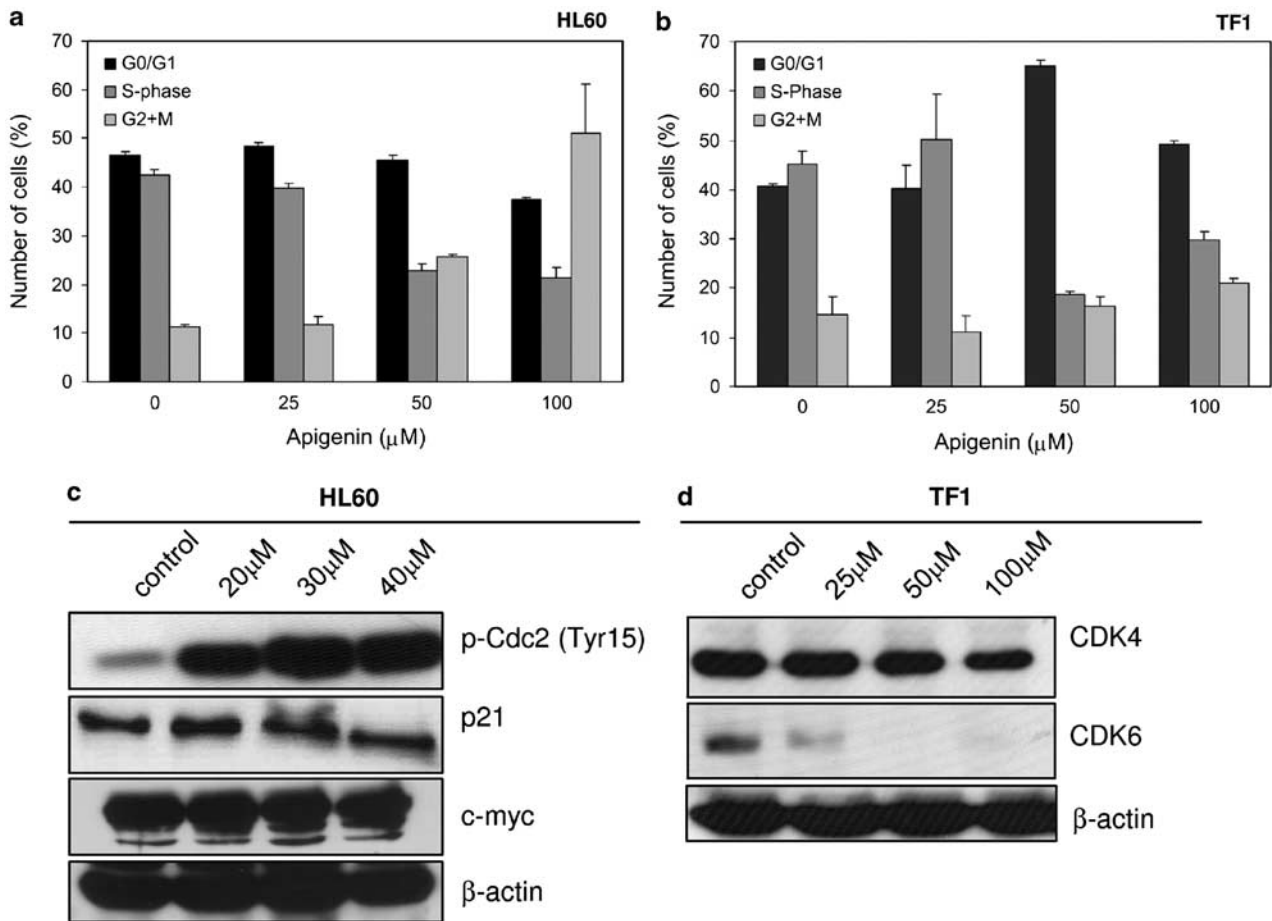 a
HL60
70
60
50
40
30
20
10
0
Number of cells (%)
G0/G1
S-phase
G2+M
0 25 50 100
Apigenin (μM)
b
TF1
70
60
50
40
30
20
10
0
Number of cells (%)
G0/G1
S-Phase
G2+M
0 25 50 100
Apigenin (μM)
c
HL60
control 20μM 30μM 40μM
p-Cdc2 (Tyr15)
p21
c-myc
β-actin
d
TF1
control 25μM 50μM 100μM
CDK4
CDK6
β-actin